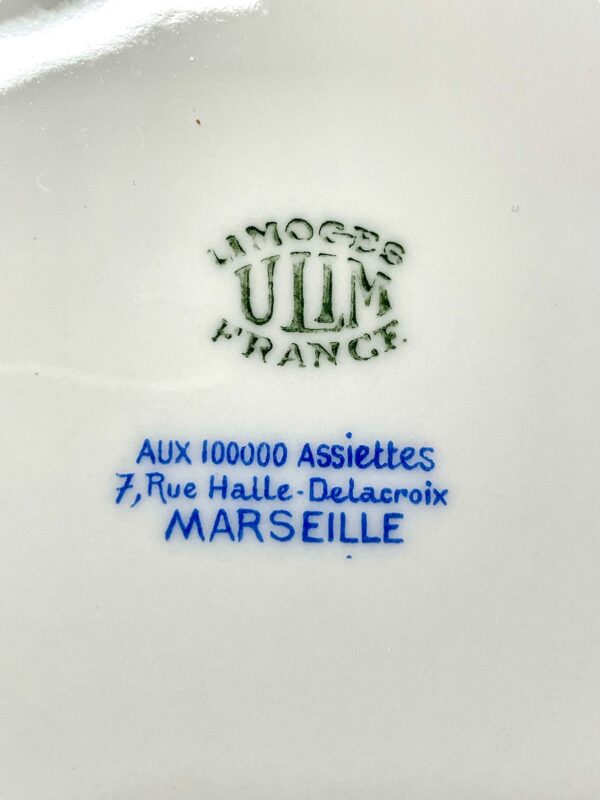 LIMOGES
ULIM
FRANCE.
AUX 100000 Assiettes
7, Rue Halle-Delacroix
MARSEILLE